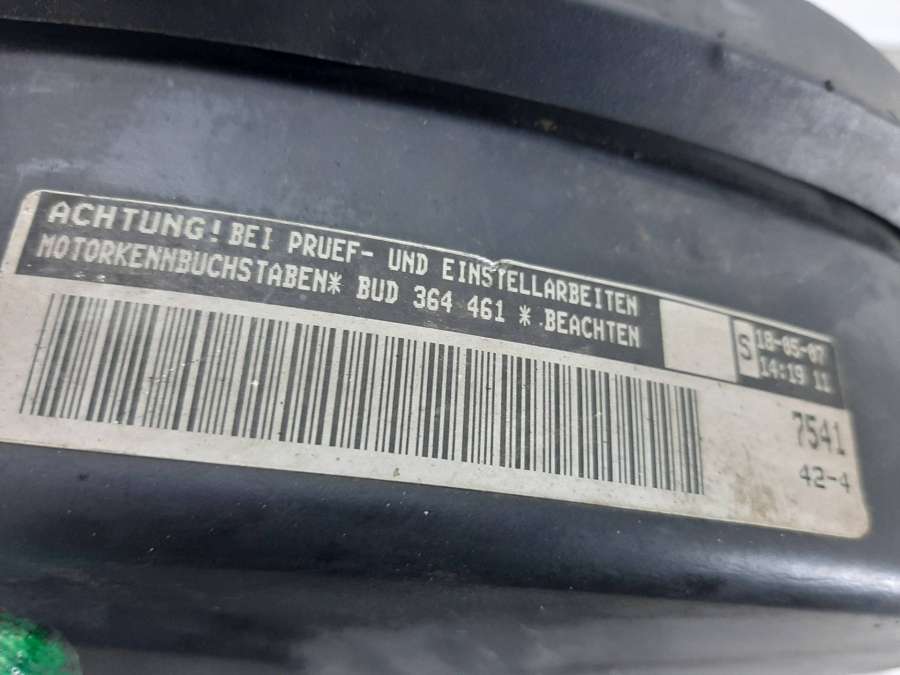 ACHTUNG! BEI PRUEF- UND EINSTELLARBEITEN
MOTORKENNBUCHSTABEN* BUD 364 461 * BEACHTEN
S 18-05-07
14:19 11
7541
42-4